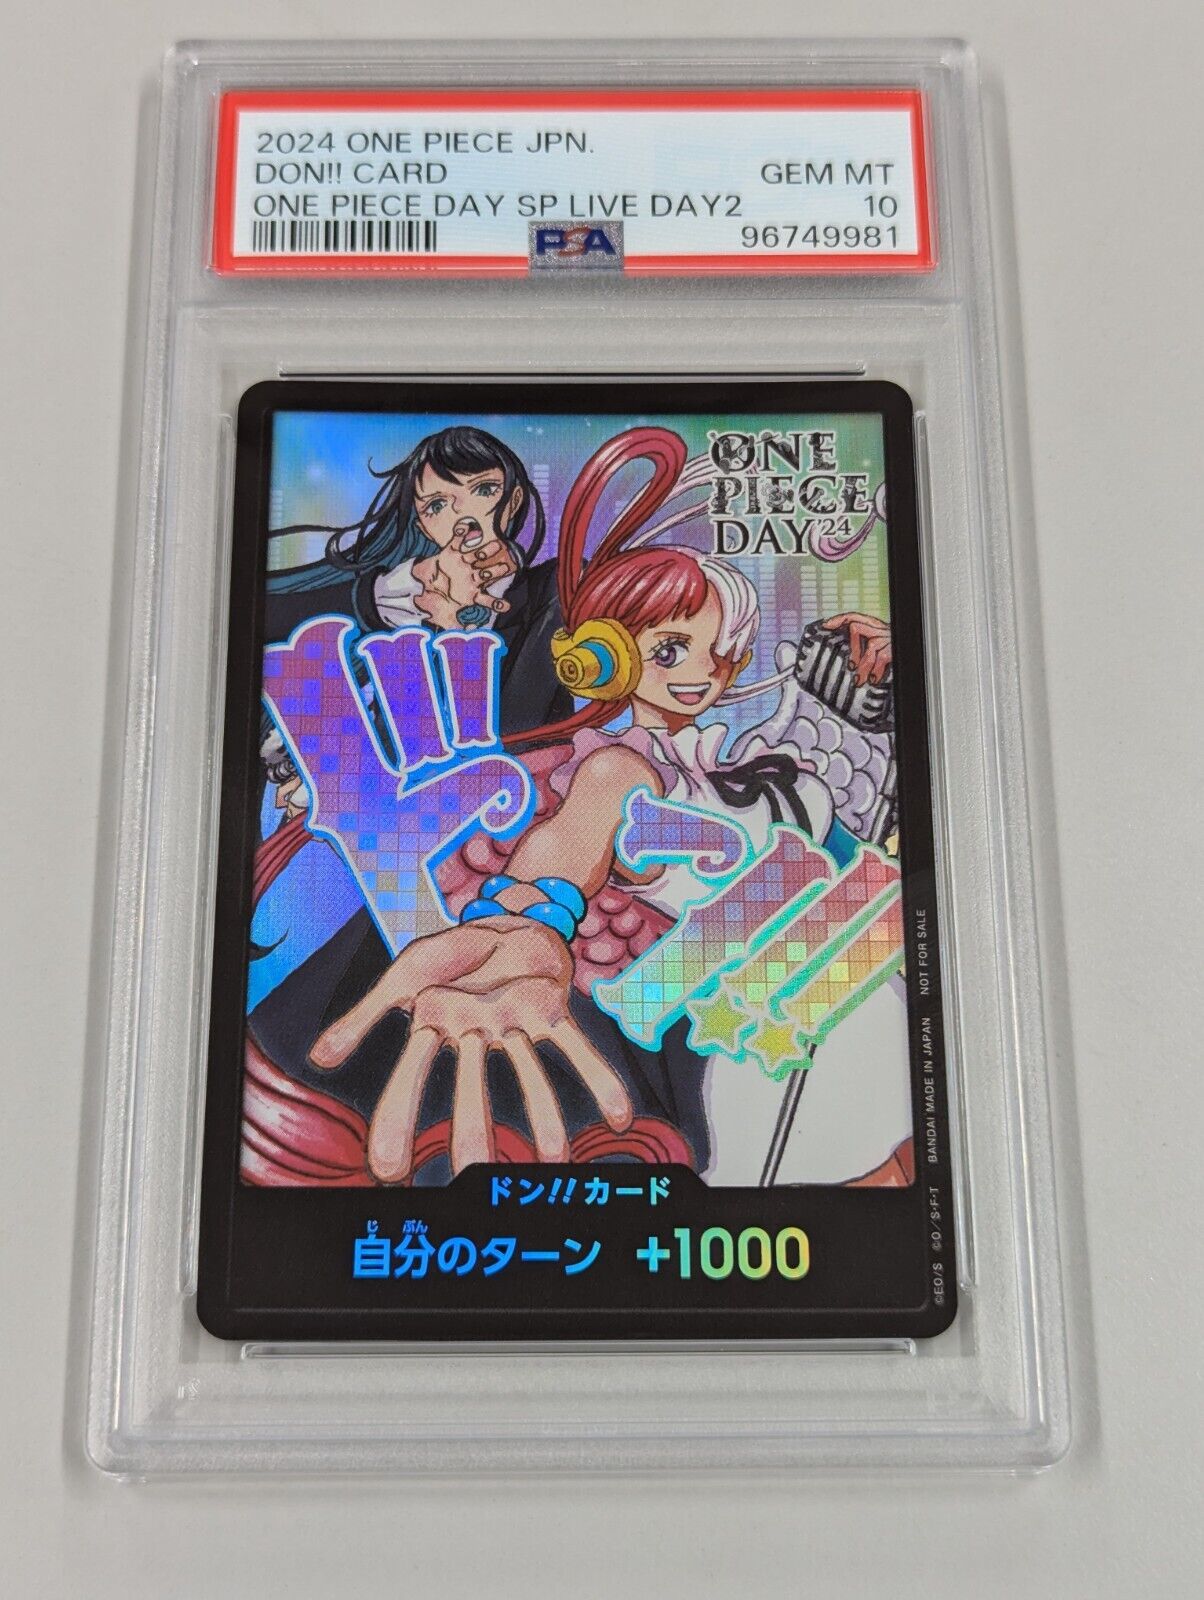 2024 ONE PIECE JPN.
DON!! CARD
GEM MT
ONE PIECE DAY SP LIVE DAY2
10
PSA
96749981
ONE
PIECE
DAY '24
ドン!!
ドン!!カード
じ ぶん
自分のターン +1000
©EO/S ©O/S・F・T BANDAI MADE IN JAPAN NOT FOR SALE